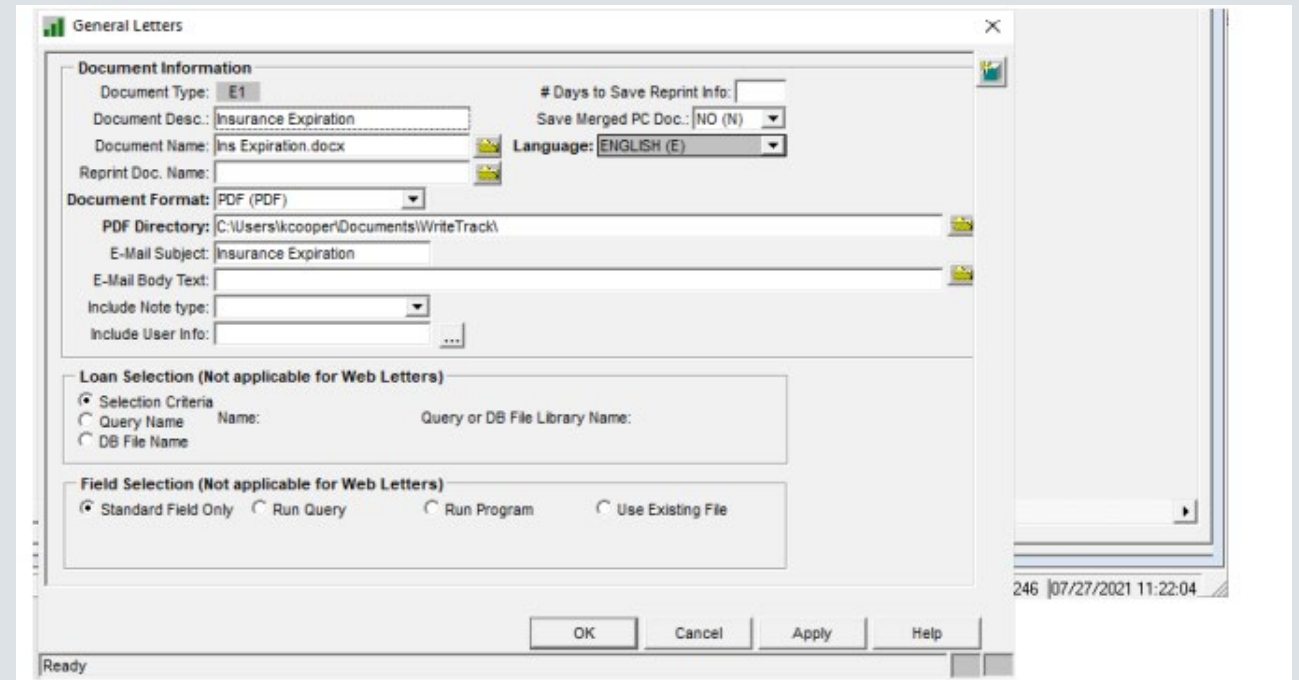 General Letters
Document Information
Document Type: E1 # Days to Save Reprint Info:
Document Desc.: Insurance Expiration Save Merged PC Doc.: NO (N)
Document Name: Ins Expiration.docx Language: ENGLISH (E)
Reprint Doc. Name:
Document Format: PDF (PDF)
PDF Directory: C:\Users\kcooper\Documents\WriteTrack\
E-Mail Subject: Insurance Expiration
E-Mail Body Text:
Include Note type:
Include User Info: ...
Loan Selection (Not applicable for Web Letters)
Selection Criteria
Query Name Name: Query or DB File Library Name:
DB File Name
Field Selection (Not applicable for Web Letters)
Standard Field Only Run Query Run Program Use Existing File
246 07/27/2021 11:22:04
OK Cancel Apply Help
Ready